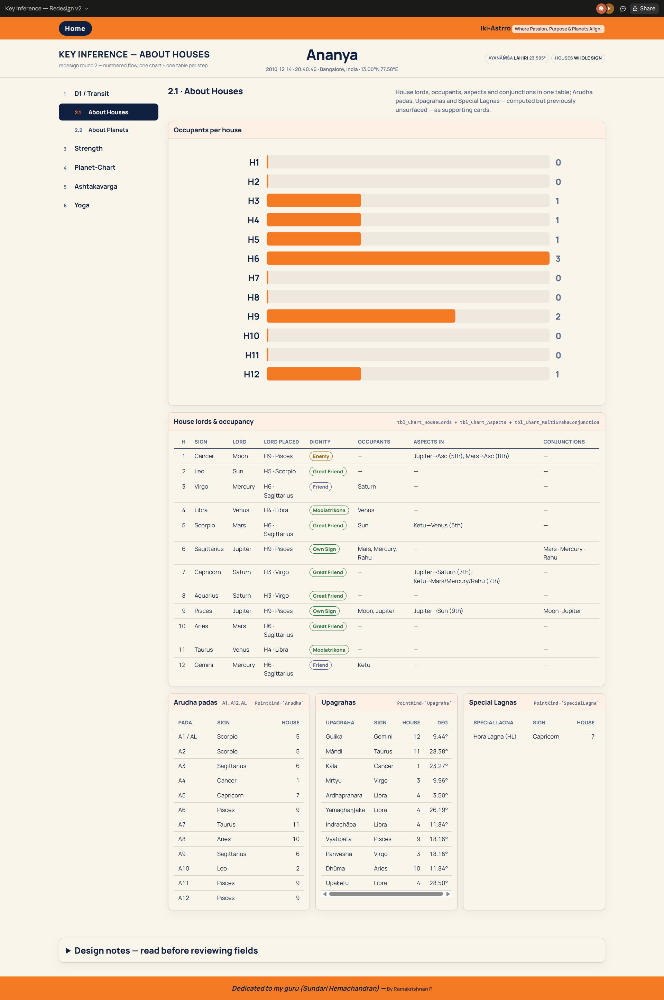 Key Inference — Redesign v2
R
Share
Home
Iki-Astrro Where Passion, Purpose & Planets Align.
KEY INFERENCE — ABOUT HOUSES
redesign round 2 — numbered flow, one chart + one table per step
Ananya
2010-12-14 · 20:40:40 · Bangalore, India · 13.00°N 77.58°E
AYANĀṀŚA LAHIRI 23.595°
HOUSES WHOLE SIGN
1 D1 / Transit
2.1 About Houses
2.2 About Planets
3 Strength
4 Planet-Chart
5 Ashtakavarga
6 Yoga
2.1 · About Houses
House lords, occupants, aspects and conjunctions in one table; Arudha
padas, Upagrahas and Special Lagnas — computed but previously
unsurfaced — as supporting cards.
Occupants per house
H1 0
H2 0
H3 1
H4 1
H5 1
H6 3
H7 0
H8 0
H9 2
H10 0
H11 0
H12 1
House lords & occupancy tbl_Chart_HouseLords + tbl_Chart_Aspects + tbl_Chart_MultiGrahaConjunction
H SIGN LORD LORD PLACED DIGNITY OCCUPANTS ASPECTS IN CONJUNCTIONS
1 Cancer Moon H9 · Pisces Enemy — Jupiter→Asc (5th); Mars→Asc (8th) —
2 Leo Sun H5 · Scorpio Great Friend — — —
3 Virgo Mercury H6 · Friend Saturn — —
Sagittarius
4 Libra Venus H4 · Libra Moolatrikona Venus — —
5 Scorpio Mars H6 · Great Friend Sun Ketu→Venus (5th) —
Sagittarius
6 Sagittarius Jupiter H9 · Pisces Own Sign Mars, Mercury, — Mars · Mercury ·
Rahu Rahu
7 Capricorn Saturn H3 · Virgo Great Friend — Jupiter→Saturn (7th); —
Ketu→Mars/Mercury/Rahu (7th)
8 Aquarius Saturn H3 · Virgo Great Friend — — —
9 Pisces Jupiter H9 · Pisces Own Sign Moon, Jupiter Jupiter→Sun (9th) Moon · Jupiter
10 Aries Mars H6 · Great Friend — — —
Sagittarius
11 Taurus Venus H4 · Libra Moolatrikona — — —
12 Gemini Mercury H6 · Friend Ketu — —
Sagittarius
Arudha padas A1…A12, AL PointKind='Arudha'
PADA SIGN HOUSE
A1 / AL Scorpio 5
A2 Scorpio 5
A3 Sagittarius 6
A4 Cancer 1
A5 Capricorn 7
A6 Pisces 9
A7 Taurus 11
A8 Aries 10
A9 Sagittarius 6
A10 Leo 2
A11 Pisces 9
A12 Pisces 9
Upagrahas PointKind='Upagraha'
UPAGRAHA SIGN HOUSE DEG
Gulika Gemini 12 9.44°
Māndi Taurus 11 28.38°
Kāla Cancer 1 23.27°
Mṛtyu Virgo 3 9.96°
Ardhaprahara Libra 4 3.50°
Yamaghaṇṭaka Libra 4 26.19°
Indrachāpa Libra 4 11.84°
Vyatīpāta Pisces 9 18.16°
Parivesha Virgo 3 18.16°
Dhūma Aries 10 11.84°
Upaketu Libra 4 28.50°
Special Lagnas PointKind='SpecialLagna'
SPECIAL LAGNA SIGN HOUSE
Hora Lagna (HL) Capricorn 7
Design notes — read before reviewing fields
Dedicated to my guru (Sundari Hemachandran) — By Ramakrishnan P